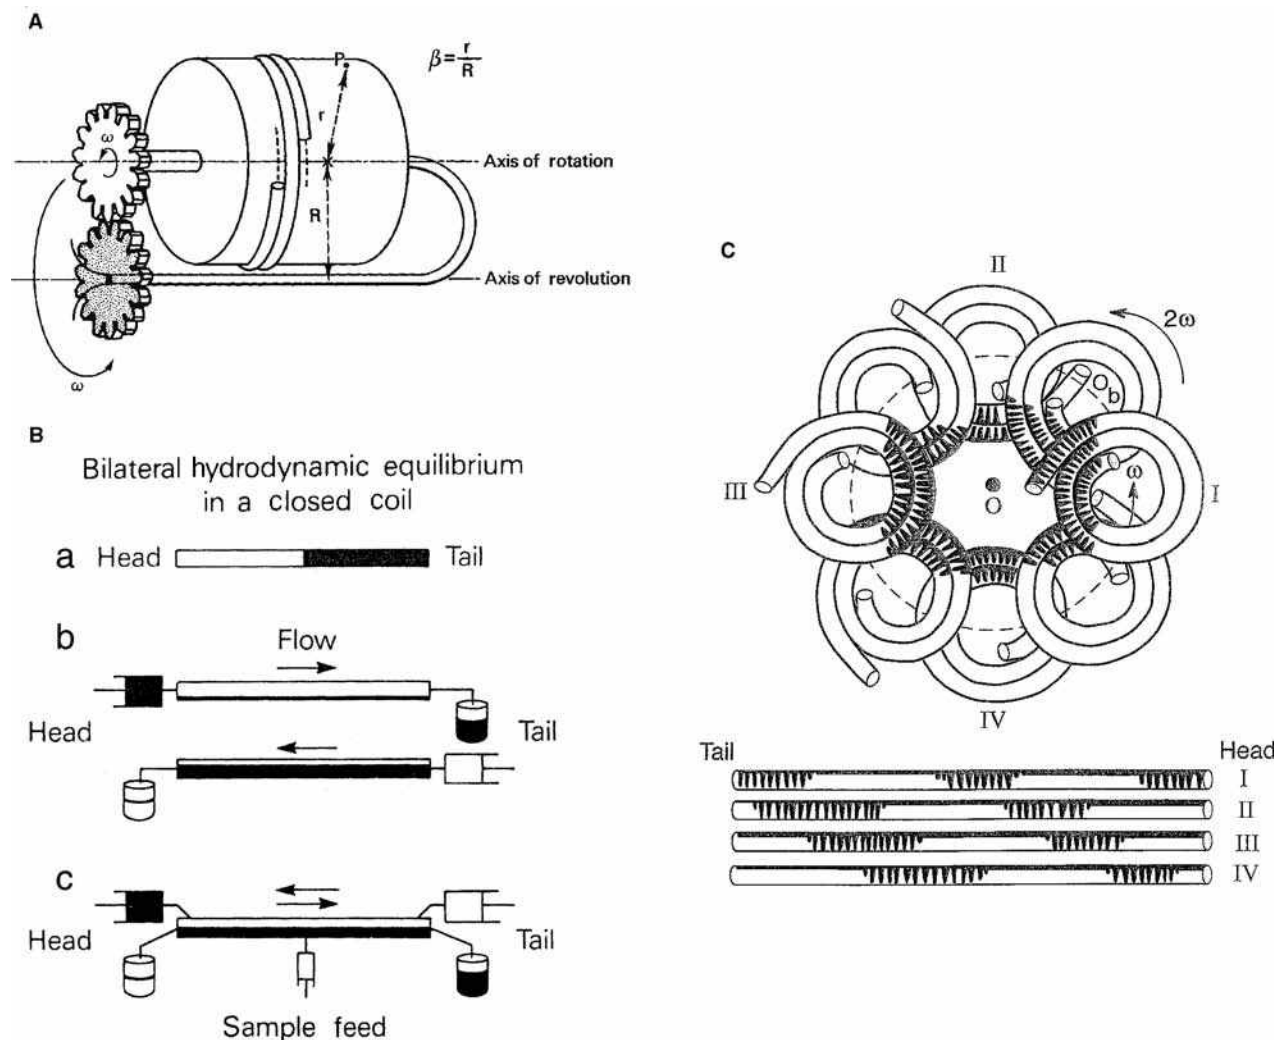 A
β = r/R
P
r
ω
R
Axis of rotation
Axis of revolution
ω
B
Bilateral hydrodynamic equilibrium
in a closed coil
a Head Tail
b
Flow
Head Tail
c
Head Tail
Sample feed
C
II
2ω
O_b
III O ω I
IV
Tail Head
I
II
III
IV